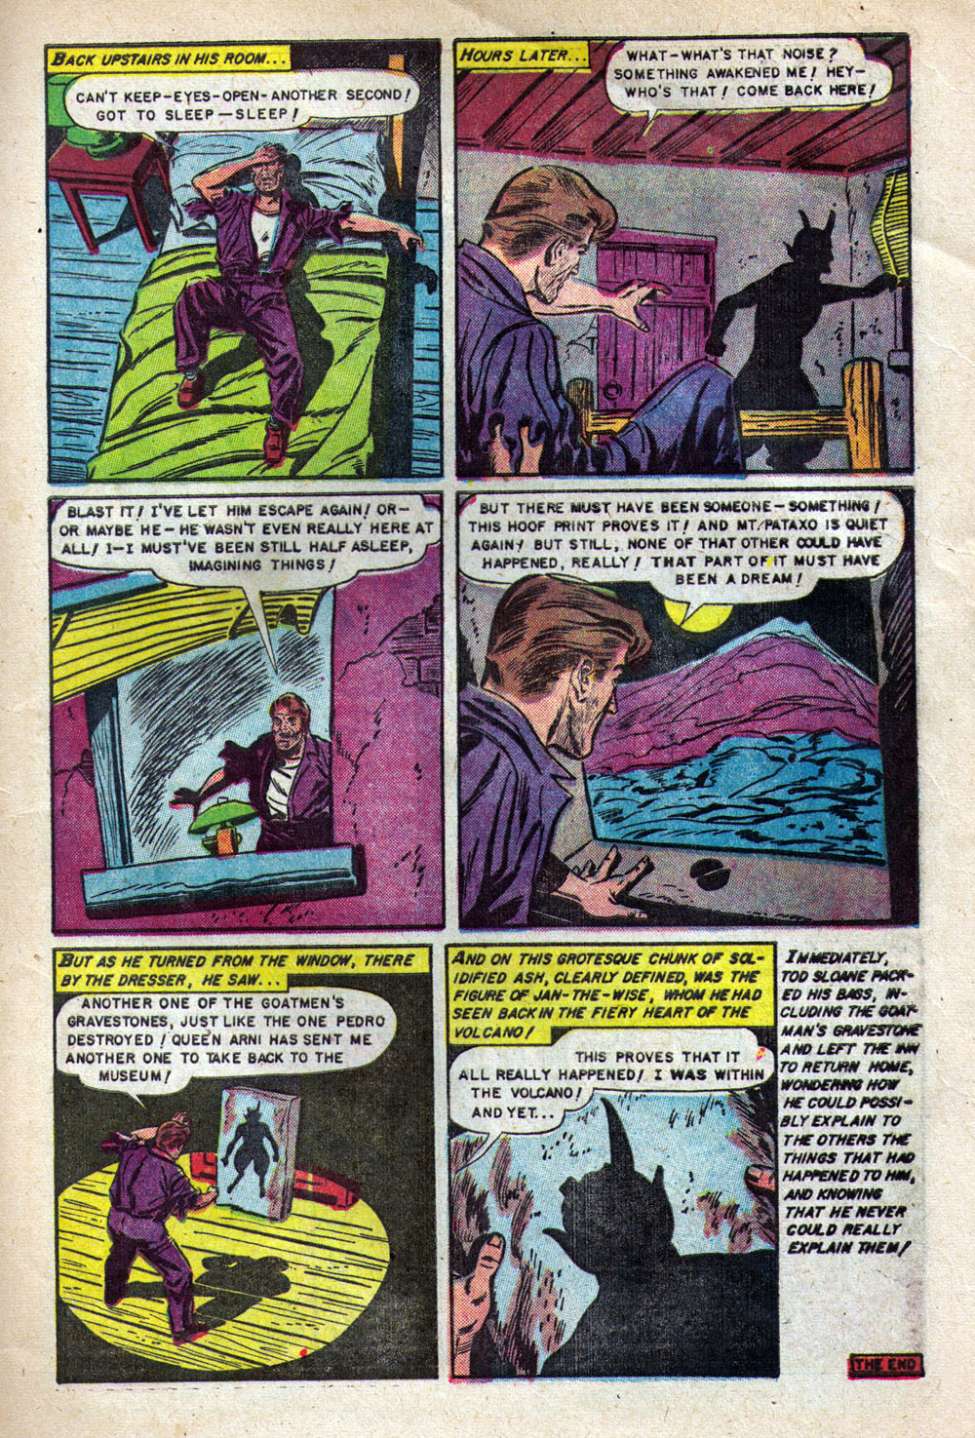 BACK UPSTAIRS IN HIS ROOM...
CAN'T KEEP-EYES-OPEN-ANOTHER SECOND!
GOT TO SLEEP-SLEEP!
HOURS LATER...
WHAT-WHAT'S THAT NOISE?
SOMETHING AWAKENED ME! HEY-
WHO'S THAT! COME BACK HERE!
BLAST IT! I'VE LET HIM ESCAPE AGAIN! OR-
OR MAYBE HE-HE WASN'T EVEN REALLY HERE AT
ALL! I-I MUST'VE BEEN STILL HALF ASLEEP,
IMAGINING THINGS!
BUT THERE MUST HAVE BEEN SOMEONE-SOMETHING!
THIS HOOF PRINT PROVES IT! AND MT. PATAXO IS QUIET
AGAIN! BUT STILL, NONE OF THAT OTHER COULD HAVE
HAPPENED, REALLY! THAT PART OF IT MUST HAVE
BEEN A DREAM!
BUT AS HE TURNED FROM THE WINDOW, THERE
BY THE DRESSER, HE SAW...
ANOTHER ONE OF THE GOATMEN'S
GRAVESTONES, JUST LIKE THE ONE PEDRO
DESTROYED! QUEEN ARNI HAS SENT ME
ANOTHER ONE TO TAKE BACK TO THE
MUSEUM!
AND ON THIS GROTESQUE CHUNK OF SOL-
IDIFIED ASH, CLEARLY DEFINED, WAS THE
FIGURE OF JAN-THE-WISE, WHOM HE HAD
SEEN BACK IN THE FIERY HEART OF THE
VOLCANO!
THIS PROVES THAT IT
ALL REALLY HAPPENED! I WAS WITHIN
THE VOLCANO!
AND YET...
IMMEDIATELY,
TOD SLOANE PACK-
ED HIS BAGS, IN-
CLUDING THE GOAT-
MAN'S GRAVESTONE
AND LEFT THE INN
TO RETURN HOME,
WONDERING HOW
HE COULD POSSI-
BLY EXPLAIN TO
THE OTHERS THE
THINGS THAT HAD
HAPPENED TO HIM,
AND KNOWING
THAT HE NEVER
COULD REALLY
EXPLAIN THEM!
THE END